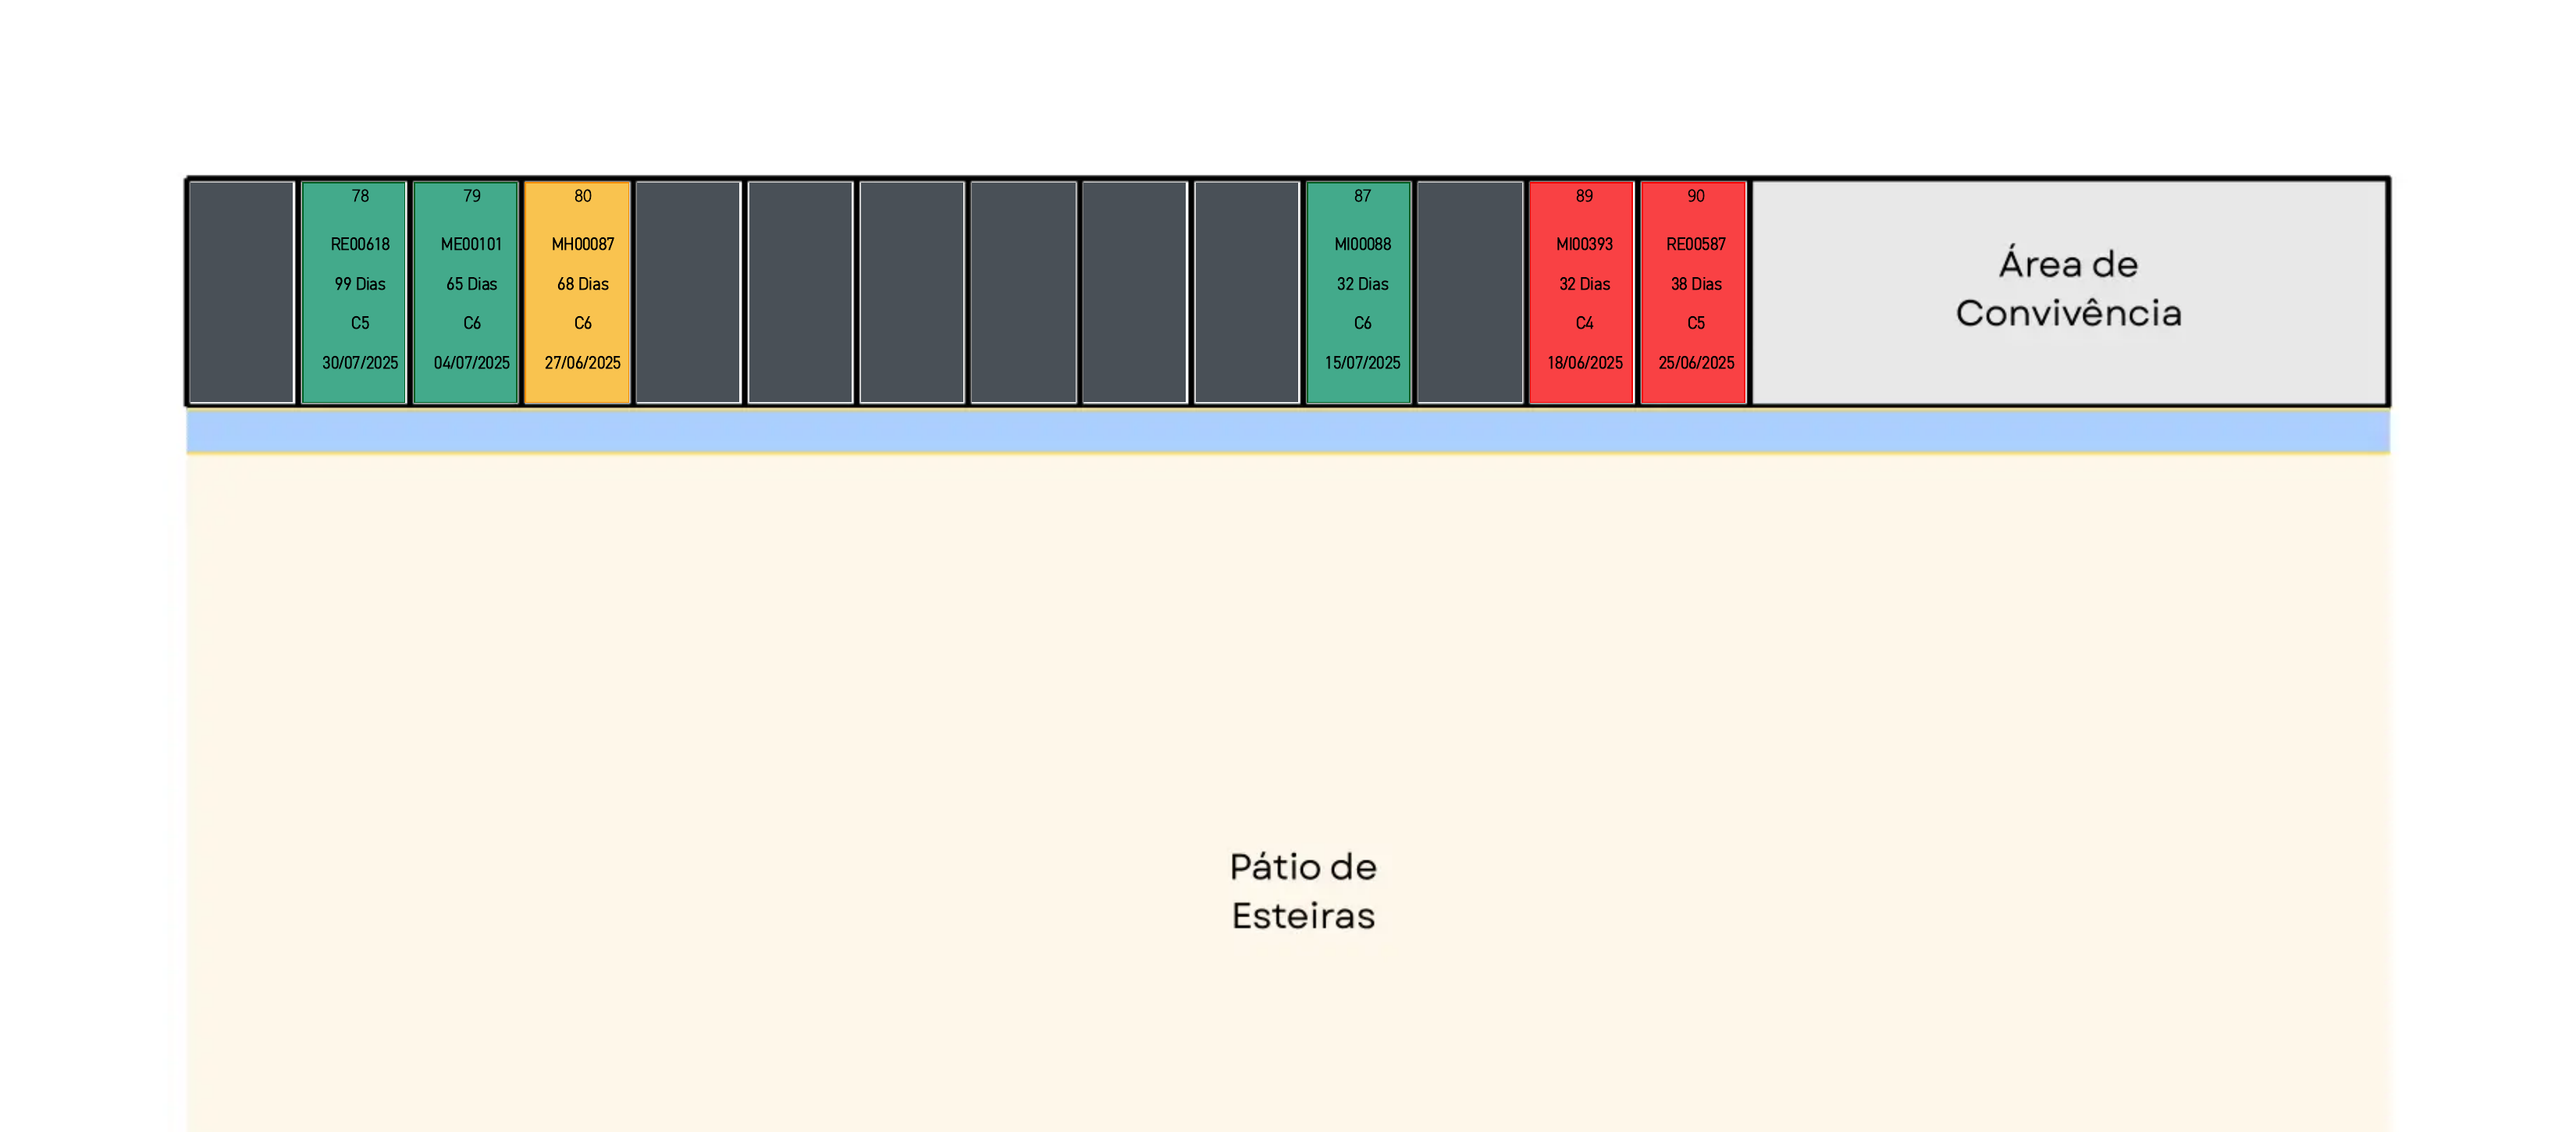 78
RE00618
99 Dias
C5
30/07/2025
79
ME00101
65 Dias
C6
04/07/2025
80
MH00087
68 Dias
C6
27/06/2025
87
MI00088
32 Dias
C6
15/07/2025
89
MI00393
32 Dias
C4
18/06/2025
90
RE00587
38 Dias
C5
25/06/2025
Área de
Convivência
Pátio de
Esteiras